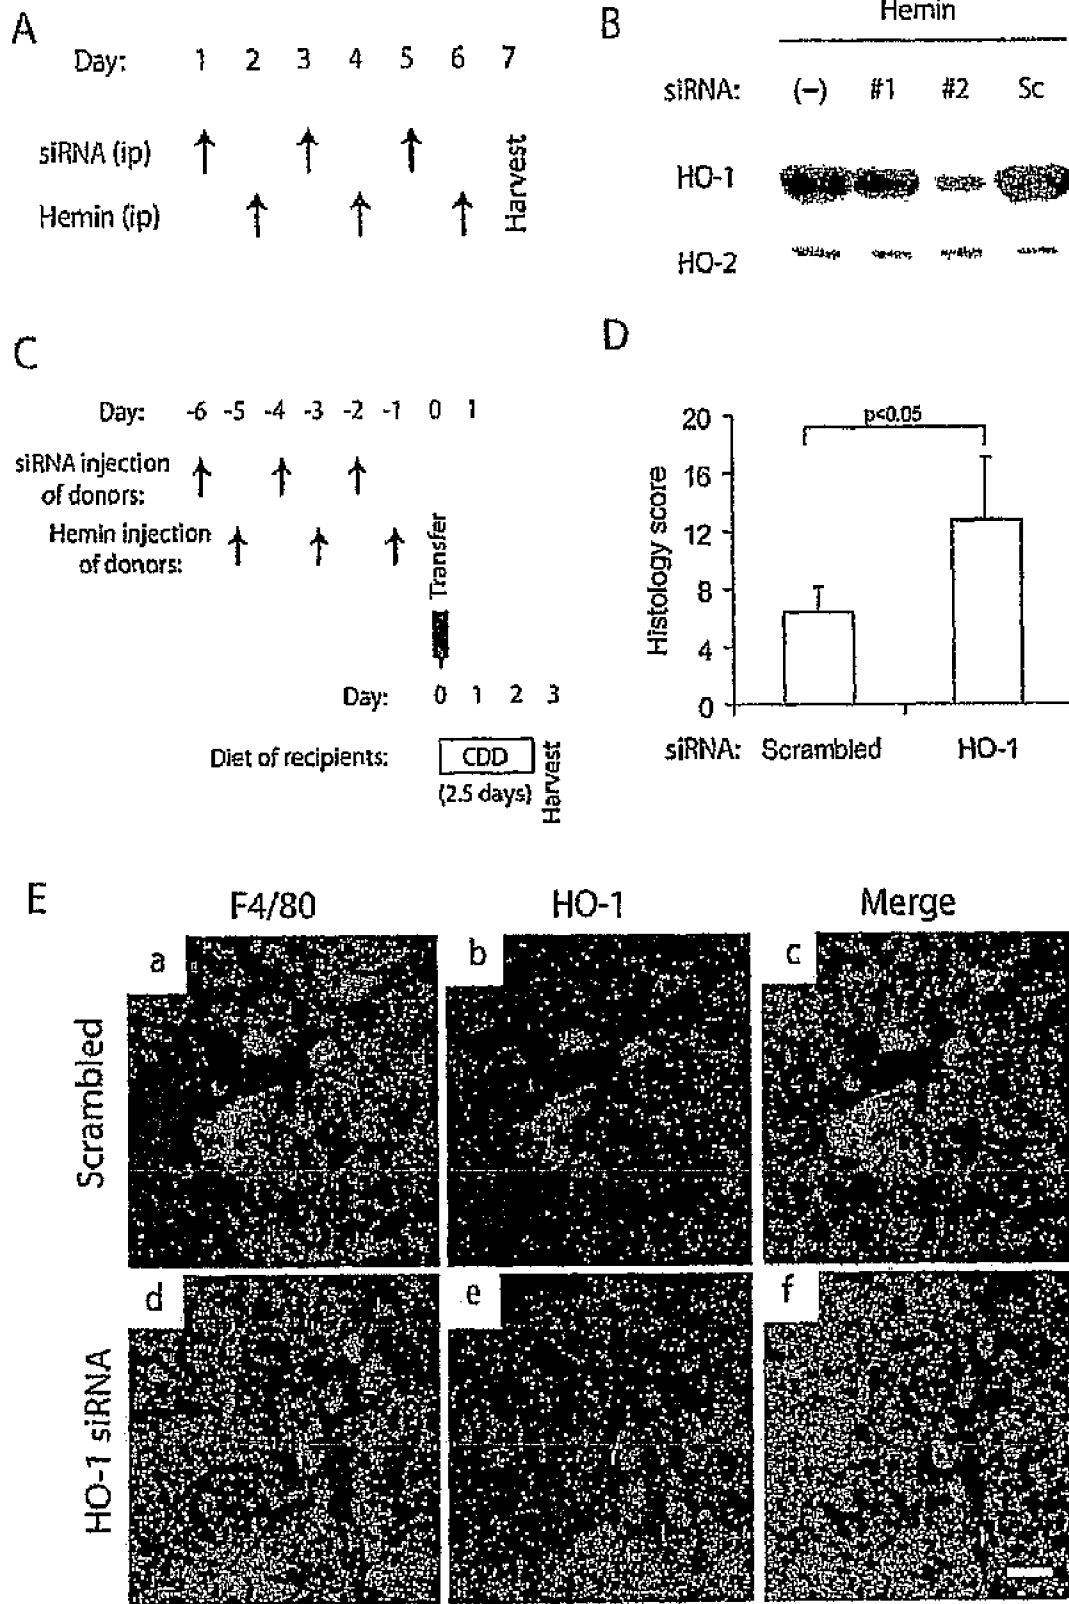 A
Day: 1 2 3 4 5 6 7
siRNA (ip)
Hemin (ip)
Harvest
B
Hemin
siRNA: (–) #1 #2 Sc
HO-1
HO-2
C
Day: -6 -5 -4 -3 -2 -1 0 1
siRNA injection
of donors:
Hemin injection
of donors:
Transfer
Day: 0 1 2 3
Diet of recipients: CDD
(2.5 days)
Harvest
D
p<0.05
20
16
12
8
4
0
Histology score
siRNA: Scrambled HO-1
E
F4/80 HO-1 Merge
a b c
Scrambled
d e f
HO-1 siRNA